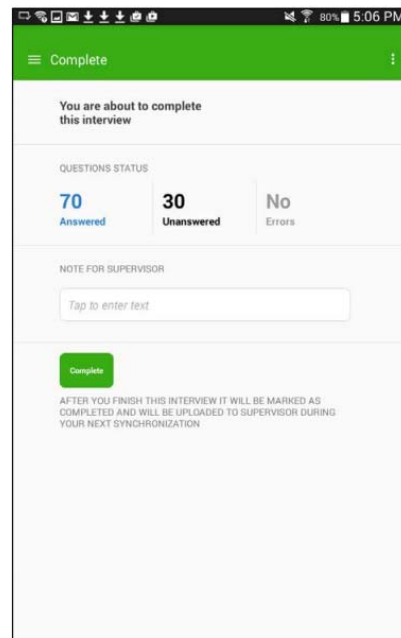 80% 5:06 PM
Complete
You are about to complete
this interview
QUESTIONS STATUS
70 30 No
Answered Unanswered Errors
NOTE FOR SUPERVISOR
Tap to enter text
Complete
AFTER YOU FINISH THIS INTERVIEW IT WILL BE MARKED AS
COMPLETED AND WILL BE UPLOADED TO SUPERVISOR DURING
YOUR NEXT SYNCHRONIZATION